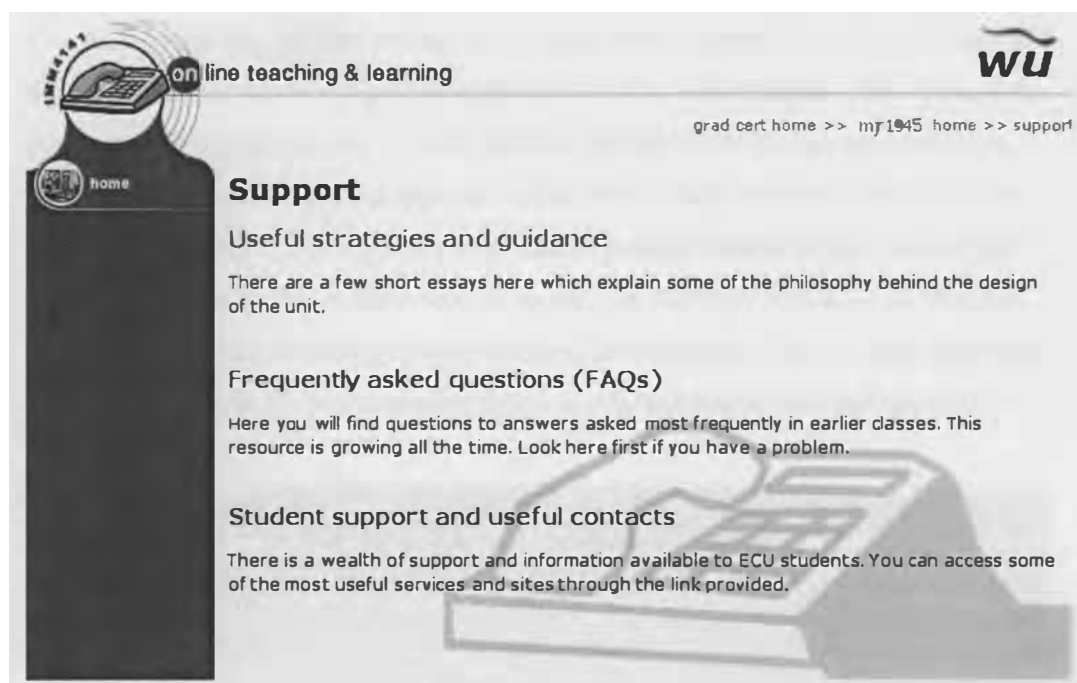 IMM4141
online teaching & learning
wu
grad cert home >> mr1945 home >> support
home
Support
Useful strategies and guidance
There are a few short essays here which explain some of the philosophy behind the design
of the unit.
Frequently asked questions (FAQs)
Here you will find questions to answers asked most frequently in earlier classes. This
resource is growing all the time. Look here first if you have a problem.
Student support and useful contacts
There is a wealth of support and information available to ECU students. You can access some
of the most useful services and sites through the link provided.